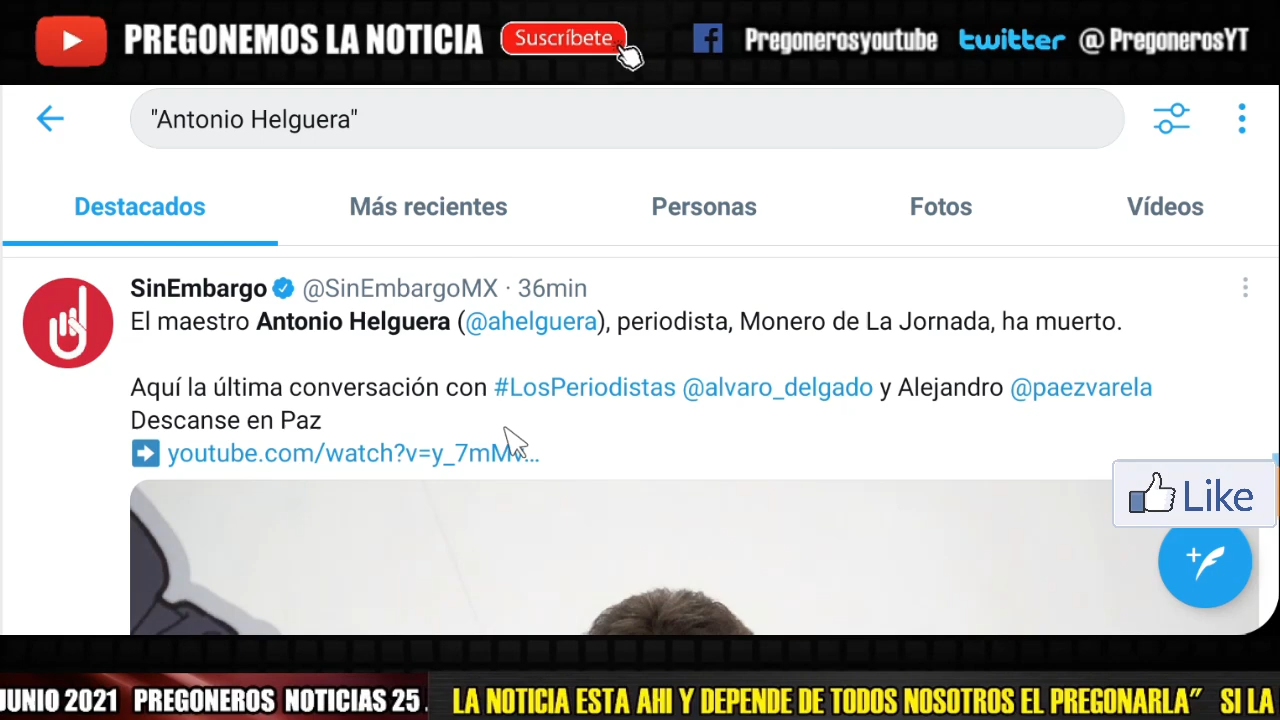 PREGONEMOS LA NOTICIA Suscríbete Pregonerosyoutube twitter @ PregonerosYT
"Antonio Helguera"
Destacados Más recientes Personas Fotos Vídeos
SinEmbargo @SinEmbargoMX · 36min
El maestro Antonio Helguera (@ahelguera), periodista, Monero de La Jornada, ha muerto.
Aquí la última conversación con #LosPeriodistas @alvaro_delgado y Alejandro @paezvarela
Descanse en Paz
youtube.com/watch?v=y_7mMv…
Like
JUNIO 2021 PREGONEROS NOTICIAS 25 LA NOTICIA ESTA AHI Y DEPENDE DE TODOS NOSOTROS EL PREGONARLA" SI LA